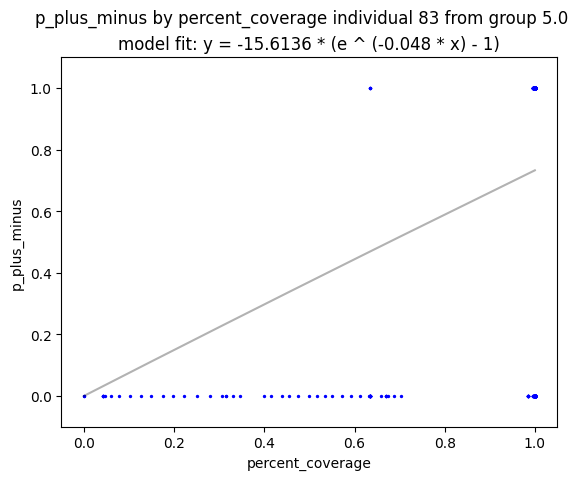 p_plus_minus by percent_coverage individual 83 from group 5.0
model fit: y = -15.6136 * (e ^ (-0.048 * x) - 1)
1.0
0.8
0.6
0.4
0.2
0.0
p_plus_minus
0.0 0.2 0.4 0.6 0.8 1.0
percent_coverage